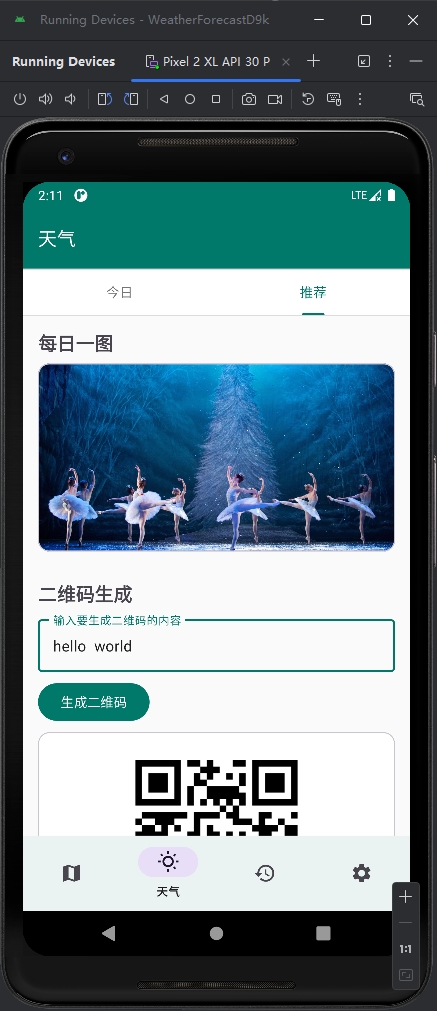 Running Devices - WeatherForecastD9k
Running Devices
Pixel 2 XL API 30 P
2:11
LTE
天气
今日
推荐
每日一图
二维码生成
输入要生成二维码的内容
hello  world
生成二维码
天气
1:1